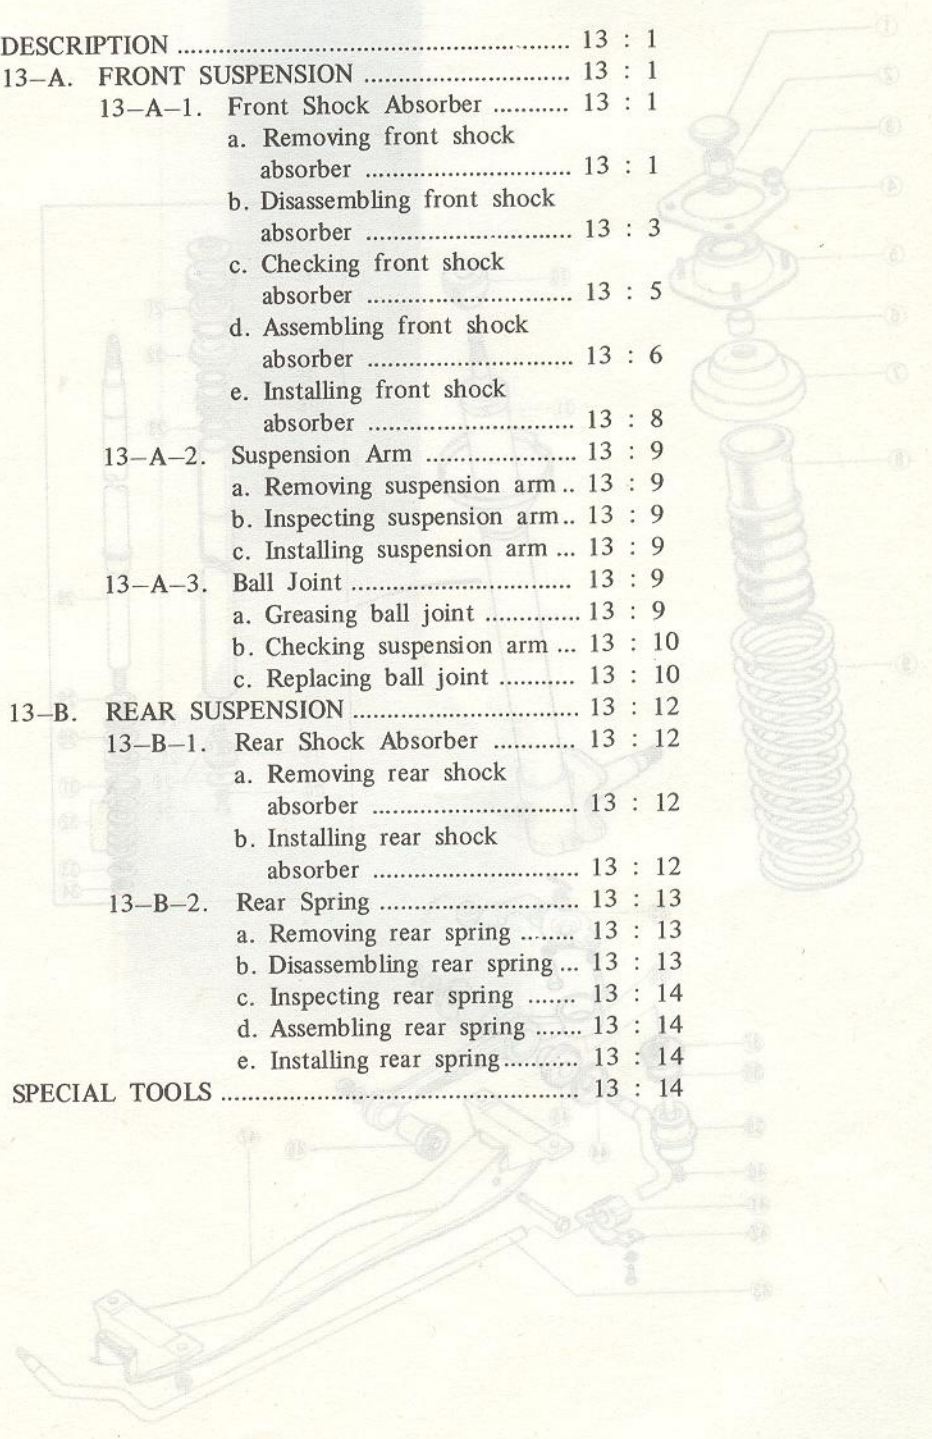 DESCRIPTION ........................................................... 13 : 1
13–A. FRONT SUSPENSION .............................. 13 : 1
13–A–1. Front Shock Absorber ........... 13 : 1
a. Removing front shock
absorber .............................. 13 : 1
b. Disassembling front shock
absorber .............................. 13 : 3
c. Checking front shock
absorber .............................. 13 : 5
d. Assembling front shock
absorber .............................. 13 : 6
e. Installing front shock
absorber .............................. 13 : 8
13–A–2. Suspension Arm ...................... 13 : 9
a. Removing suspension arm .. 13 : 9
b. Inspecting suspension arm.. 13 : 9
c. Installing suspension arm ... 13 : 9
13–A–3. Ball Joint ................................ 13 : 9
a. Greasing ball joint .............. 13 : 9
b. Checking suspension arm ... 13 : 10
c. Replacing ball joint ........... 13 : 10
13–B. REAR SUSPENSION ................................. 13 : 12
13–B–1. Rear Shock Absorber ............ 13 : 12
a. Removing rear shock
absorber .............................. 13 : 12
b. Installing rear shock
absorber .............................. 13 : 12
13–B–2. Rear Spring ............................. 13 : 13
a. Removing rear spring ........ 13 : 13
b. Disassembling rear spring ... 13 : 13
c. Inspecting rear spring ....... 13 : 14
d. Assembling rear spring ....... 13 : 14
e. Installing rear spring ........... 13 : 14
SPECIAL TOOLS .................................................... 13 : 14